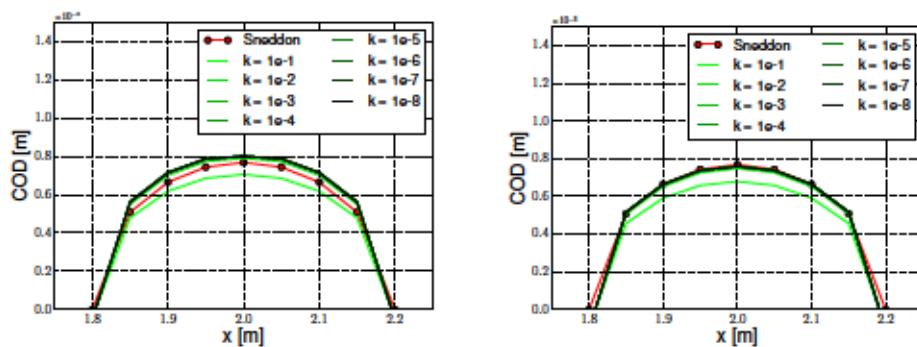 1.4
1.2
1.0
0.8
0.6
0.4
0.2
0.0
COD [m]
1.8 1.9 2.0 2.1 2.2
x [m]
Sneddon
k = 1e-1
k = 1e-2
k = 1e-3
k = 1e-4
k = 1e-5
k = 1e-6
k = 1e-7
k = 1e-8
1.4
1.2
1.0
0.8
0.6
0.4
0.2
0.0
COD [m]
1.8 1.9 2.0 2.1 2.2
x [m]
Sneddon
k = 1e-1
k = 1e-2
k = 1e-3
k = 1e-4
k = 1e-5
k = 1e-6
k = 1e-7
k = 1e-8